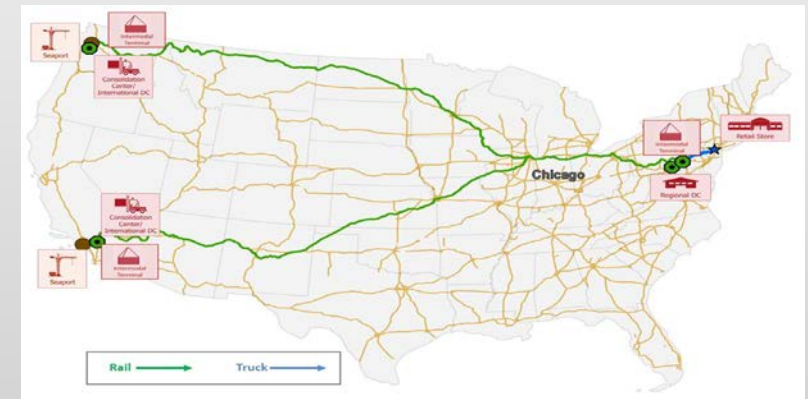 Seaport
Intermodal
Terminal
Consolidation
Center/
International DC
Intermodal
Terminal
Retail Store
Chicago
Regional DC
Consolidation
Center/
International DC
Seaport
Intermodal
Terminal
Rail
Truck